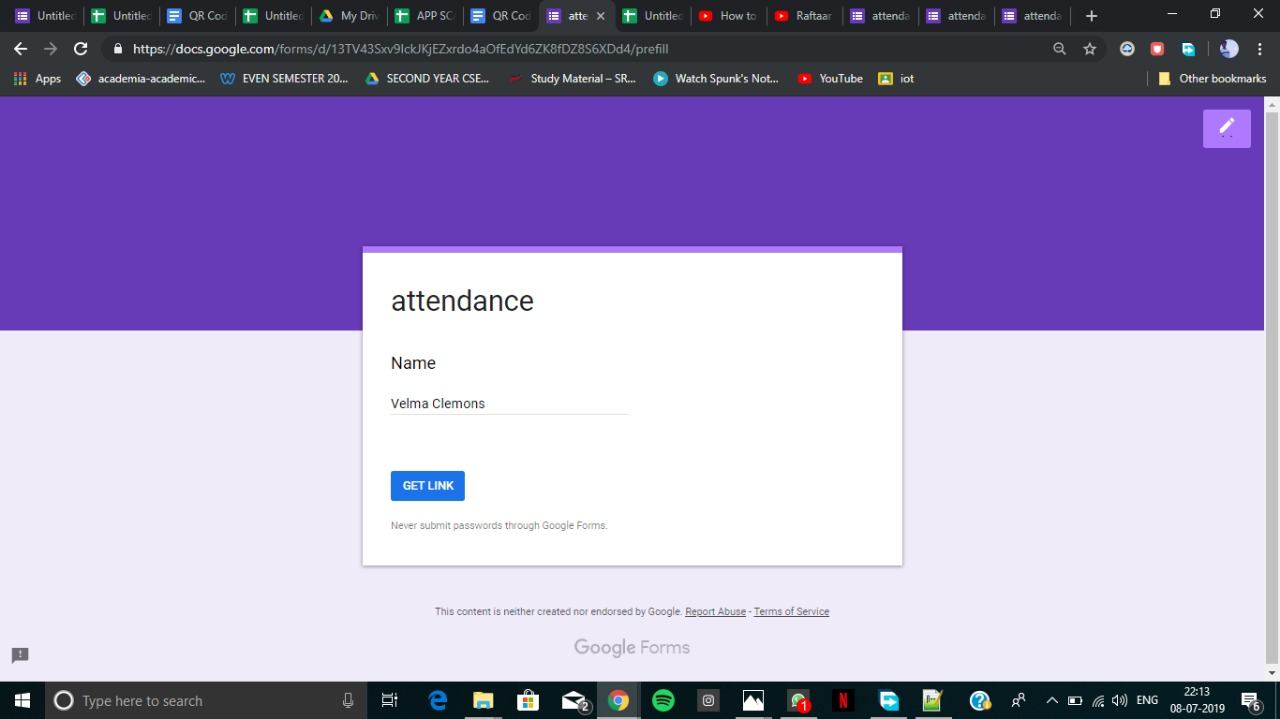 Untitled
Untitled
QR Cod
Untitled
My Driv
APP SC
QR Cod
atte
Untitled
How to
Raftaar
attenda
attenda
attenda
https://docs.google.com/forms/d/13TV43Sxv9IckJKjEZxrdo4aOfEdYd6ZK8fDZ8S6XDd4/prefill
Apps
academia-academic...
EVEN SEMESTER 20...
SECOND YEAR CSE...
Study Material – SR...
Watch Spunk's Not...
YouTube
iot
Other bookmarks
attendance
Name
Velma Clemons
GET LINK
Never submit passwords through Google Forms.
This content is neither created nor endorsed by Google. Report Abuse - Terms of Service
Google Forms
Type here to search
2
1
ENG
22:13
08-07-2019
6